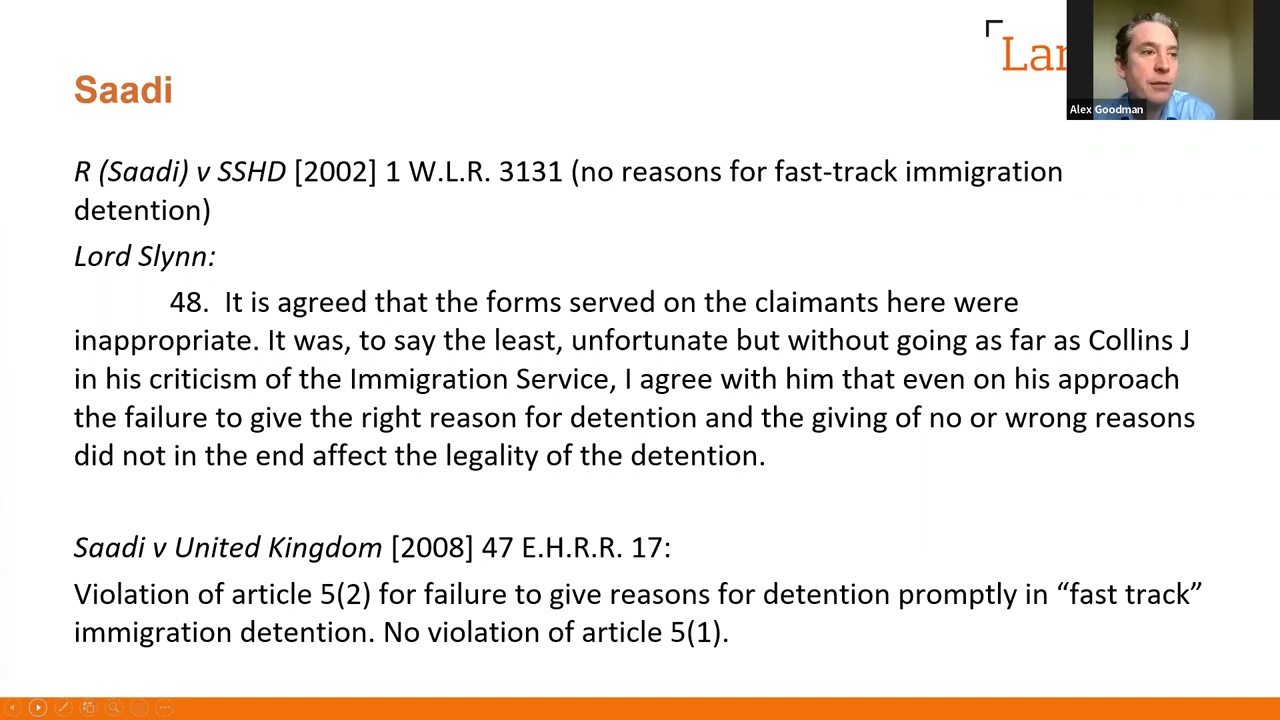 Saadi
Lan
Alex Goodman
R (Saadi) v SSHD [2002] 1 W.L.R. 3131 (no reasons for fast-track immigration
detention)
Lord Slynn:
48. It is agreed that the forms served on the claimants here were
inappropriate. It was, to say the least, unfortunate but without going as far as Collins J
in his criticism of the Immigration Service, I agree with him that even on his approach
the failure to give the right reason for detention and the giving of no or wrong reasons
did not in the end affect the legality of the detention.
Saadi v United Kingdom [2008] 47 E.H.R.R. 17:
Violation of article 5(2) for failure to give reasons for detention promptly in “fast track”
immigration detention. No violation of article 5(1).